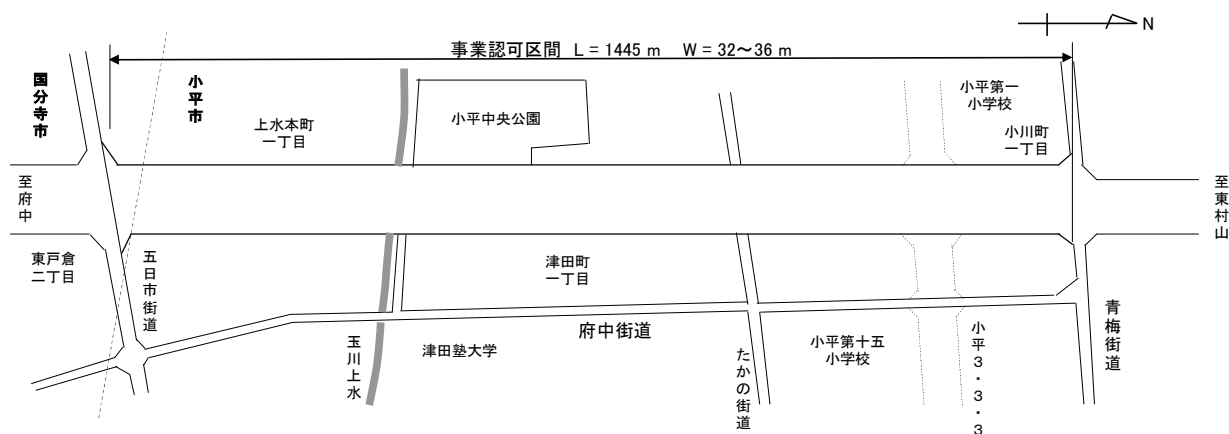 N
事業認可区間 L = 1445 m W = 32～36 m
国分寺市
小平市
上水本町
一丁目
小平中央公園
小平第一
小学校
小川町
一丁目
至府中
至東村山
東戸倉
二丁目
五日市街道
玉川上水
津田町
一丁目
津田塾大学
府中街道
たかの街道
小平第十五
小学校
小平３・３・３
青梅街道